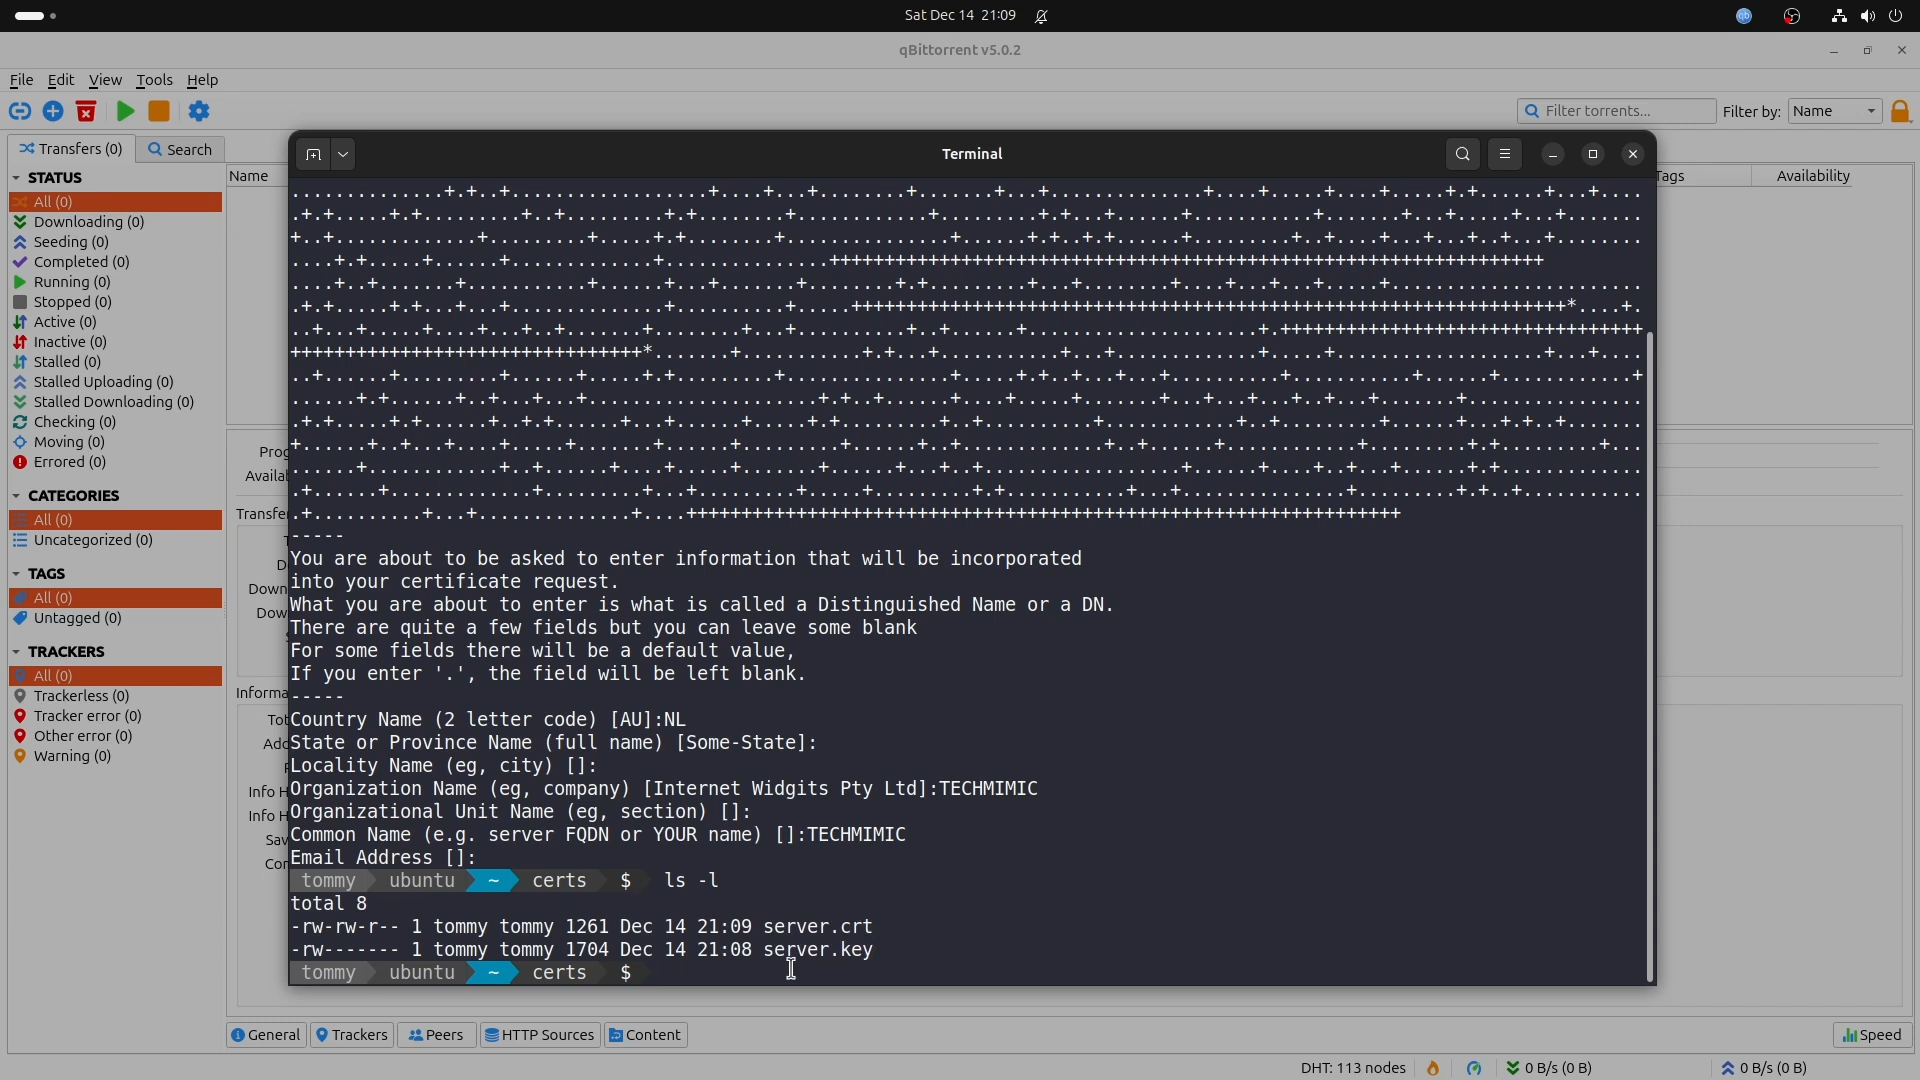 Sat Dec 14 21:09
qBittorrent v5.0.2
File Edit View Tools Help
Filter torrents... Filter by: Name
Transfers (0) Search
Terminal
Name Tags Availability
STATUS
All (0)
Downloading (0)
Seeding (0)
Completed (0)
Running (0)
Stopped (0)
Active (0)
Inactive (0)
Stalled (0)
Stalled Uploading (0)
Stalled Downloading (0)
Checking (0)
Moving (0)
Errored (0)
CATEGORIES
All (0)
Uncategorized (0)
TAGS
All (0)
Untagged (0)
TRACKERS
All (0)
Trackerless (0)
Tracker error (0)
Other error (0)
Warning (0)
-----
You are about to be asked to enter information that will be incorporated
into your certificate request.
What you are about to enter is what is called a Distinguished Name or a DN.
There are quite a few fields but you can leave some blank
For some fields there will be a default value,
If you enter '.', the field will be left blank.
-----
Country Name (2 letter code) [AU]:NL
State or Province Name (full name) [Some-State]:
Locality Name (eg, city) []:
Organization Name (eg, company) [Internet Widgits Pty Ltd]:TECHMIMIC
Organizational Unit Name (eg, section) []:
Common Name (e.g. server FQDN or YOUR name) []:TECHMIMIC
Email Address []:
tommy ubuntu ~ certs $ ls -l
total 8
-rw-rw-r-- 1 tommy tommy 1261 Dec 14 21:09 server.crt
-rw------- 1 tommy tommy 1704 Dec 14 21:08 server.key
tommy ubuntu ~ certs $
General Trackers Peers HTTP Sources Content Speed
DHT: 113 nodes 0 B/s (0 B) 0 B/s (0 B)